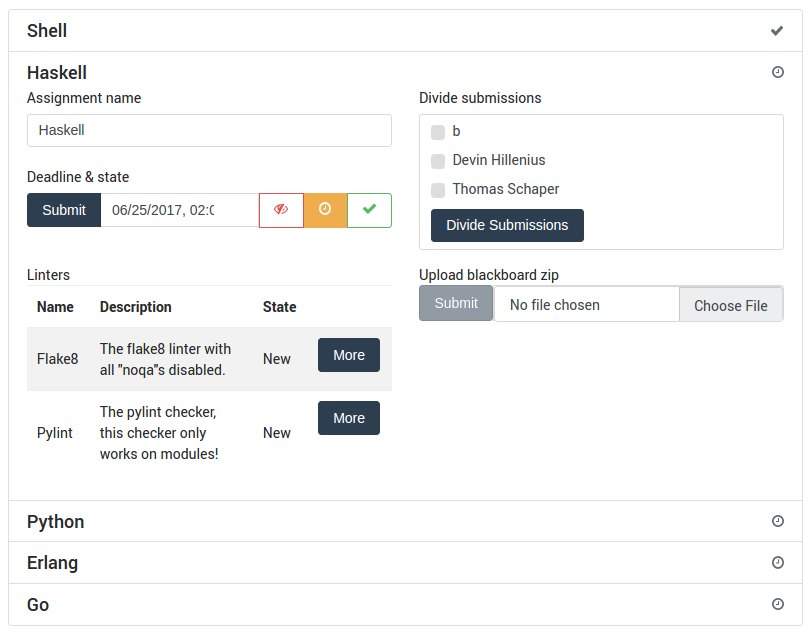 Shell
Haskell
Assignment name
Haskell
Deadline & state
Submit 06/25/2017, 02:0
Divide submissions
b
Devin Hillenius
Thomas Schaper
Divide Submissions
Linters
Name Description State
Flake8 The flake8 linter with
all "noqa"s disabled. New More
Pylint The pylint checker,
this checker only
works on modules! New More
Upload blackboard zip
Submit No file chosen Choose File
Python
Erlang
Go